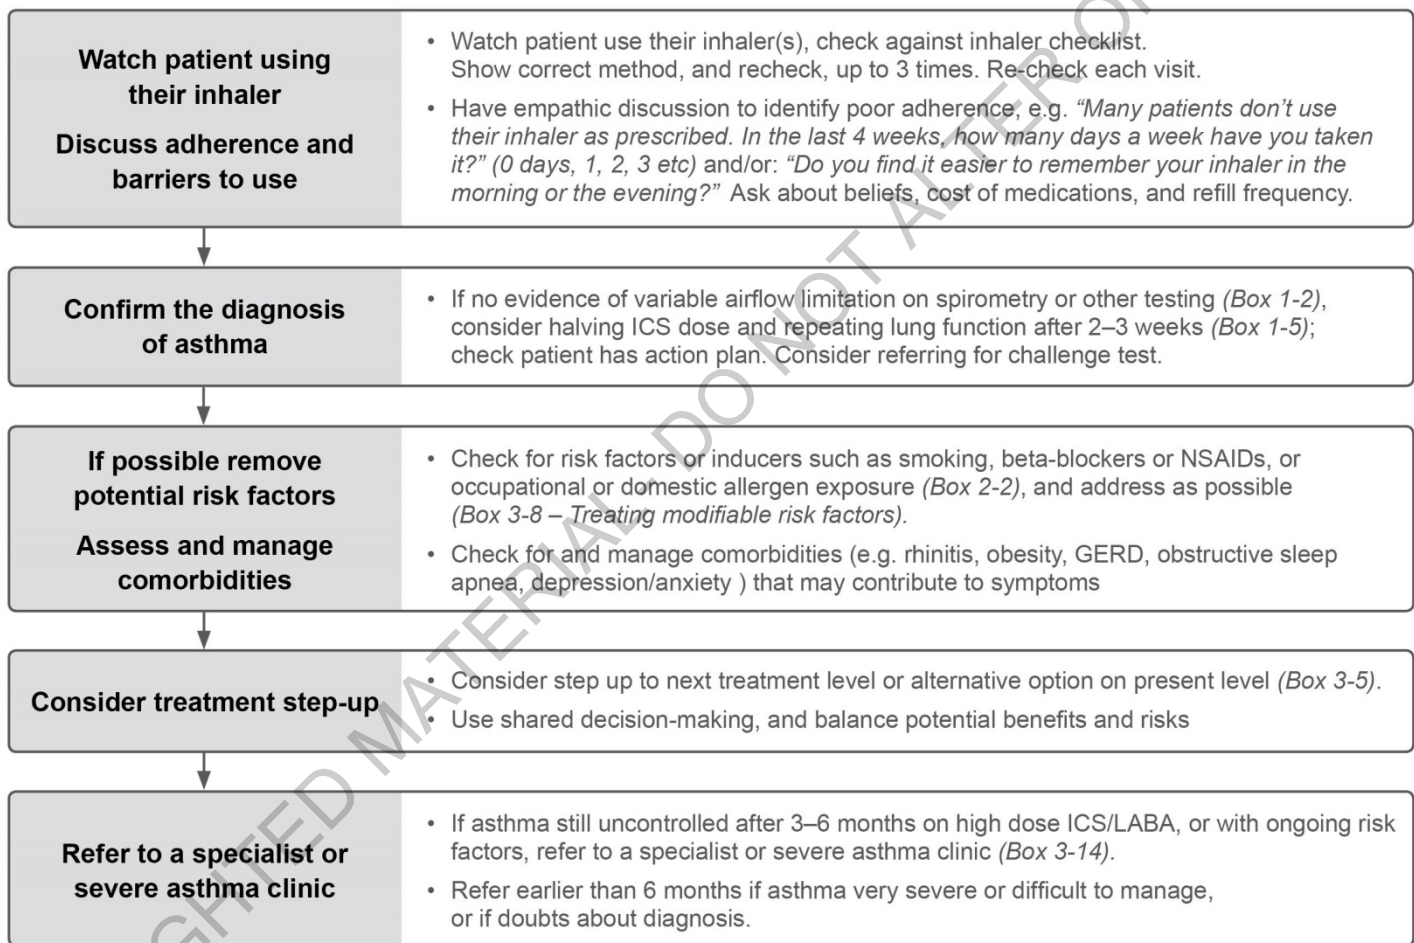 Watch patient using
their inhaler
Discuss adherence and
barriers to use
• Watch patient use their inhaler(s), check against inhaler checklist.
Show correct method, and recheck, up to 3 times. Re-check each visit.
• Have empathic discussion to identify poor adherence, e.g. “Many patients don’t use
their inhaler as prescribed. In the last 4 weeks, how many days a week have you taken
it?” (0 days, 1, 2, 3 etc) and/or: “Do you find it easier to remember your inhaler in the
morning or the evening?” Ask about beliefs, cost of medications, and refill frequency.
Confirm the diagnosis
of asthma
• If no evidence of variable airflow limitation on spirometry or other testing (Box 1-2),
consider halving ICS dose and repeating lung function after 2–3 weeks (Box 1-5);
check patient has action plan. Consider referring for challenge test.
If possible remove
potential risk factors
Assess and manage
comorbidities
• Check for risk factors or inducers such as smoking, beta-blockers or NSAIDs, or
occupational or domestic allergen exposure (Box 2-2), and address as possible
(Box 3-8 – Treating modifiable risk factors).
• Check for and manage comorbidities (e.g. rhinitis, obesity, GERD, obstructive sleep
apnea, depression/anxiety ) that may contribute to symptoms
Consider treatment step-up
• Consider step up to next treatment level or alternative option on present level (Box 3-5).
• Use shared decision-making, and balance potential benefits and risks
Refer to a specialist or
severe asthma clinic
• If asthma still uncontrolled after 3–6 months on high dose ICS/LABA, or with ongoing risk
factors, refer to a specialist or severe asthma clinic (Box 3-14).
• Refer earlier than 6 months if asthma very severe or difficult to manage,
or if doubts about diagnosis.
GHTED MATERIAL- DO NOT ALTER O